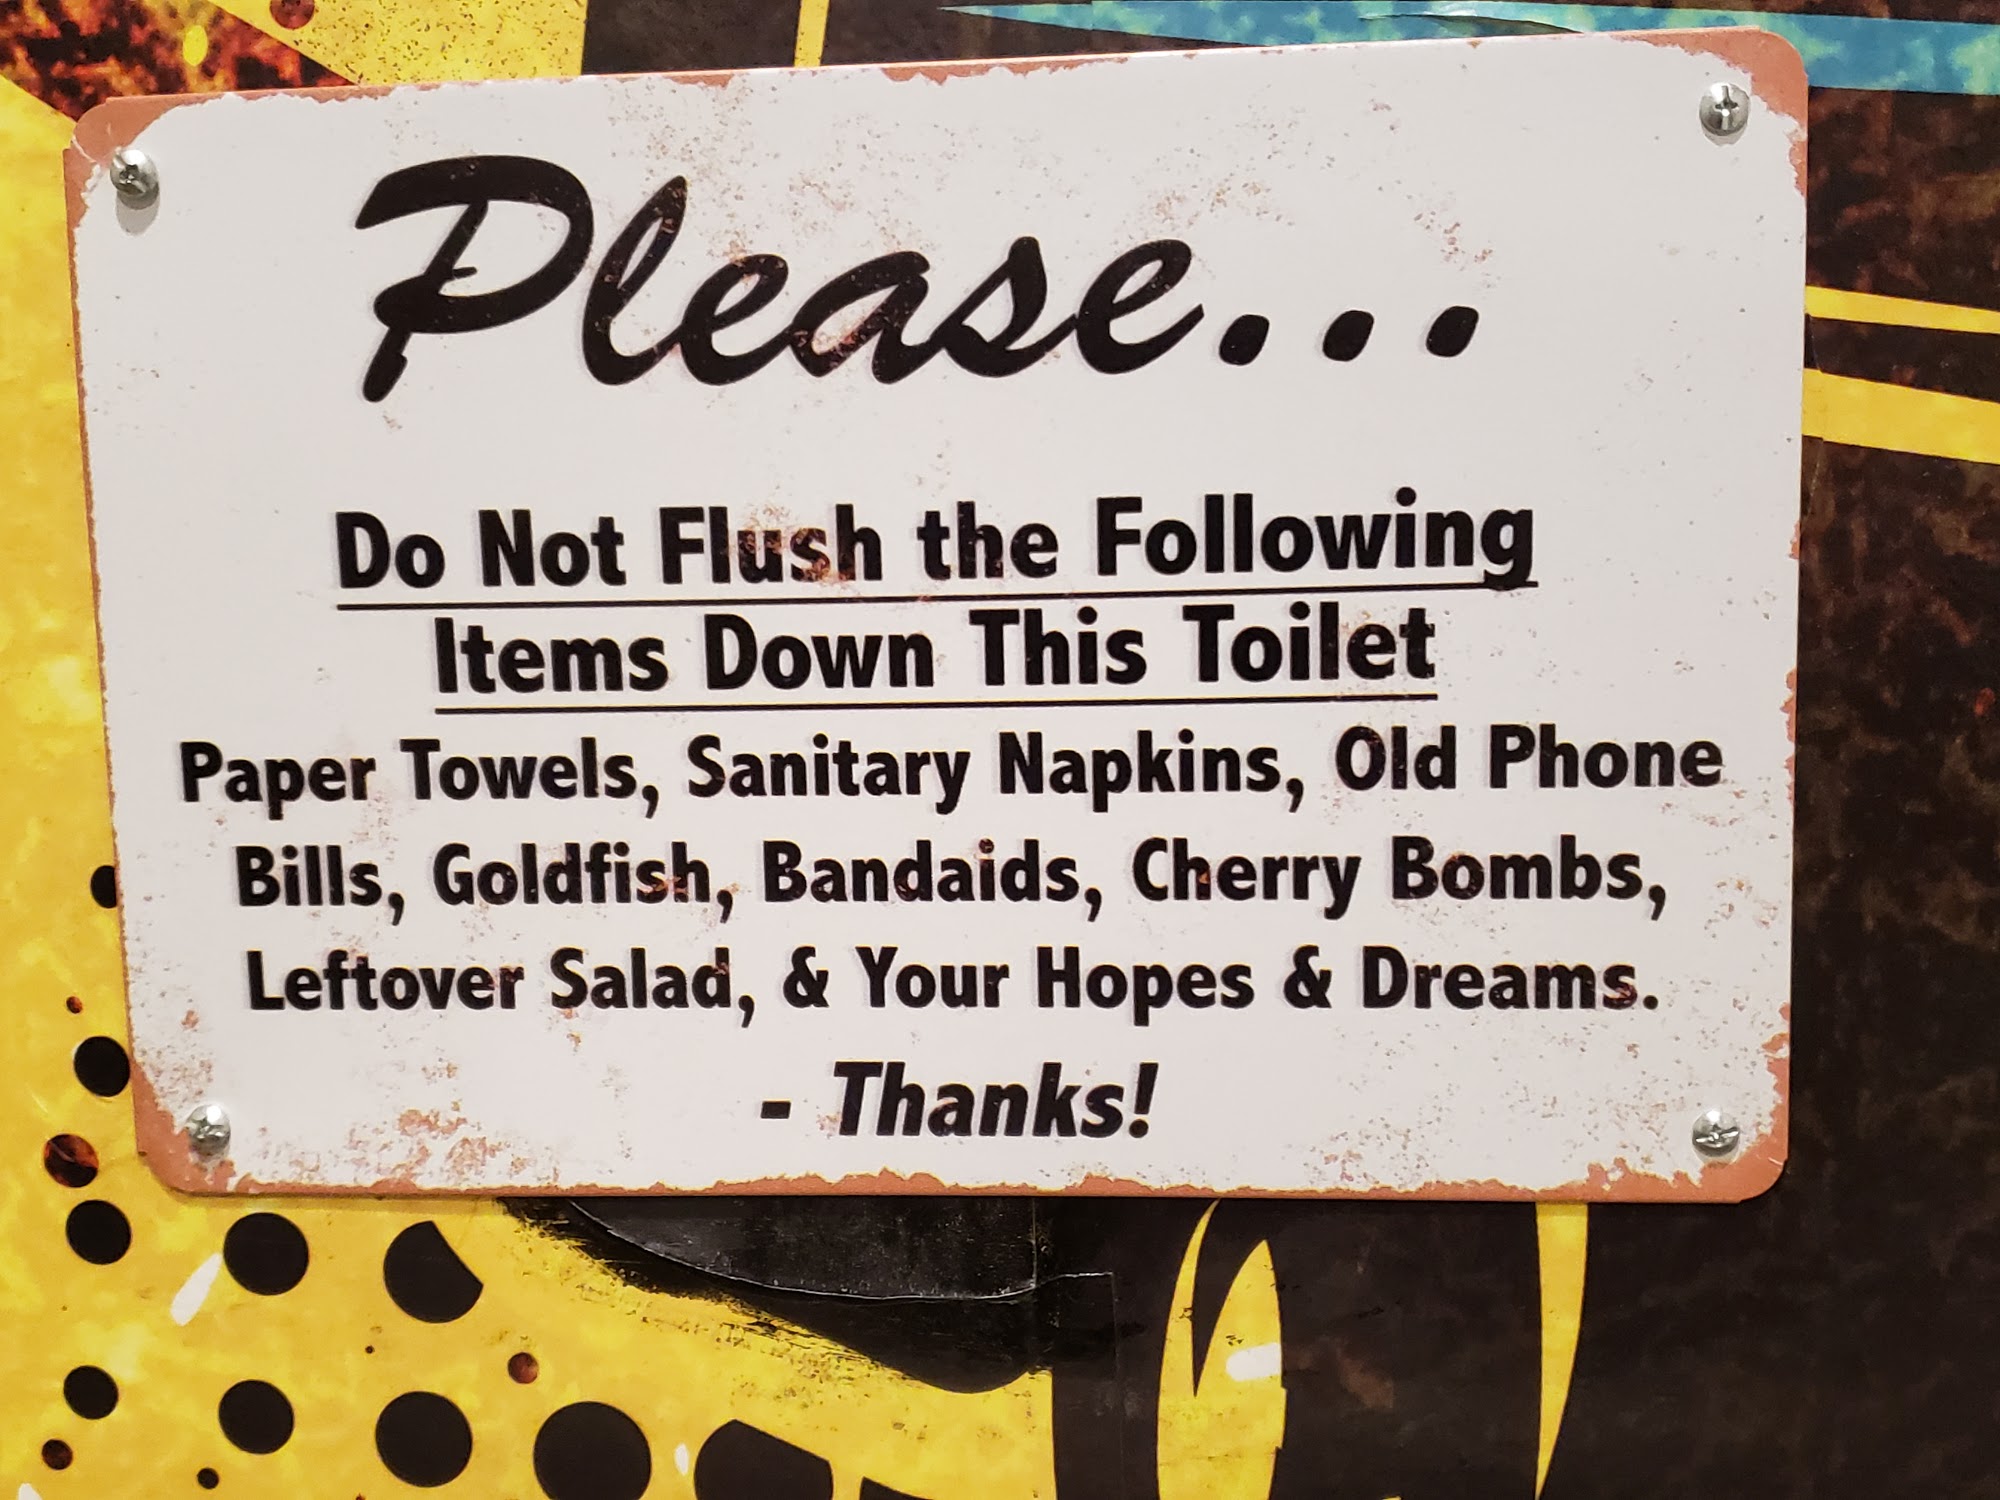 Please...
Do Not Flush the Following
Items Down This Toilet
Paper Towels, Sanitary Napkins, Old Phone
Bills, Goldfish, Bandaids, Cherry Bombs,
Leftover Salad, & Your Hopes & Dreams.
- Thanks!